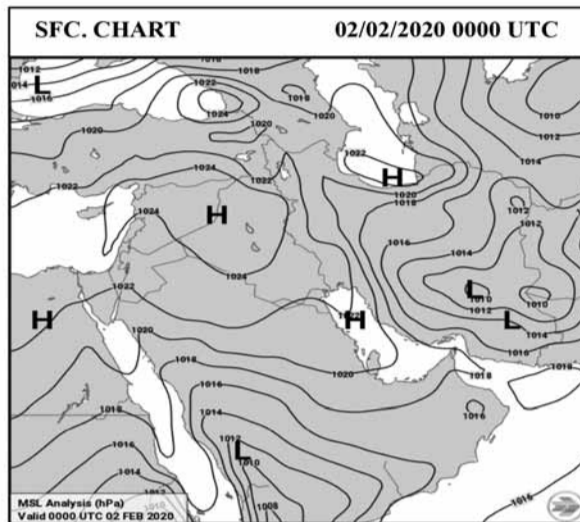 SFC. CHART 02/02/2020 0000 UTC
1012 1016 1018
1014 L 1022 1018 1010
1016 1024 1020
1020 1020 1012
1022 1014
1024 H
1022 1022 1020
1018 1012
1024 H 1016
1014
1024 L
1022 1010 1010
H H 1012 L
1014
1020 1016
1018 1020 1018 1018
1016
1018 1014 1016
1016 1012 L
1014 1010
1012
1008 1016
MSL Analysis (hPa)
Valid 0000 UTC 02 FEB 2020